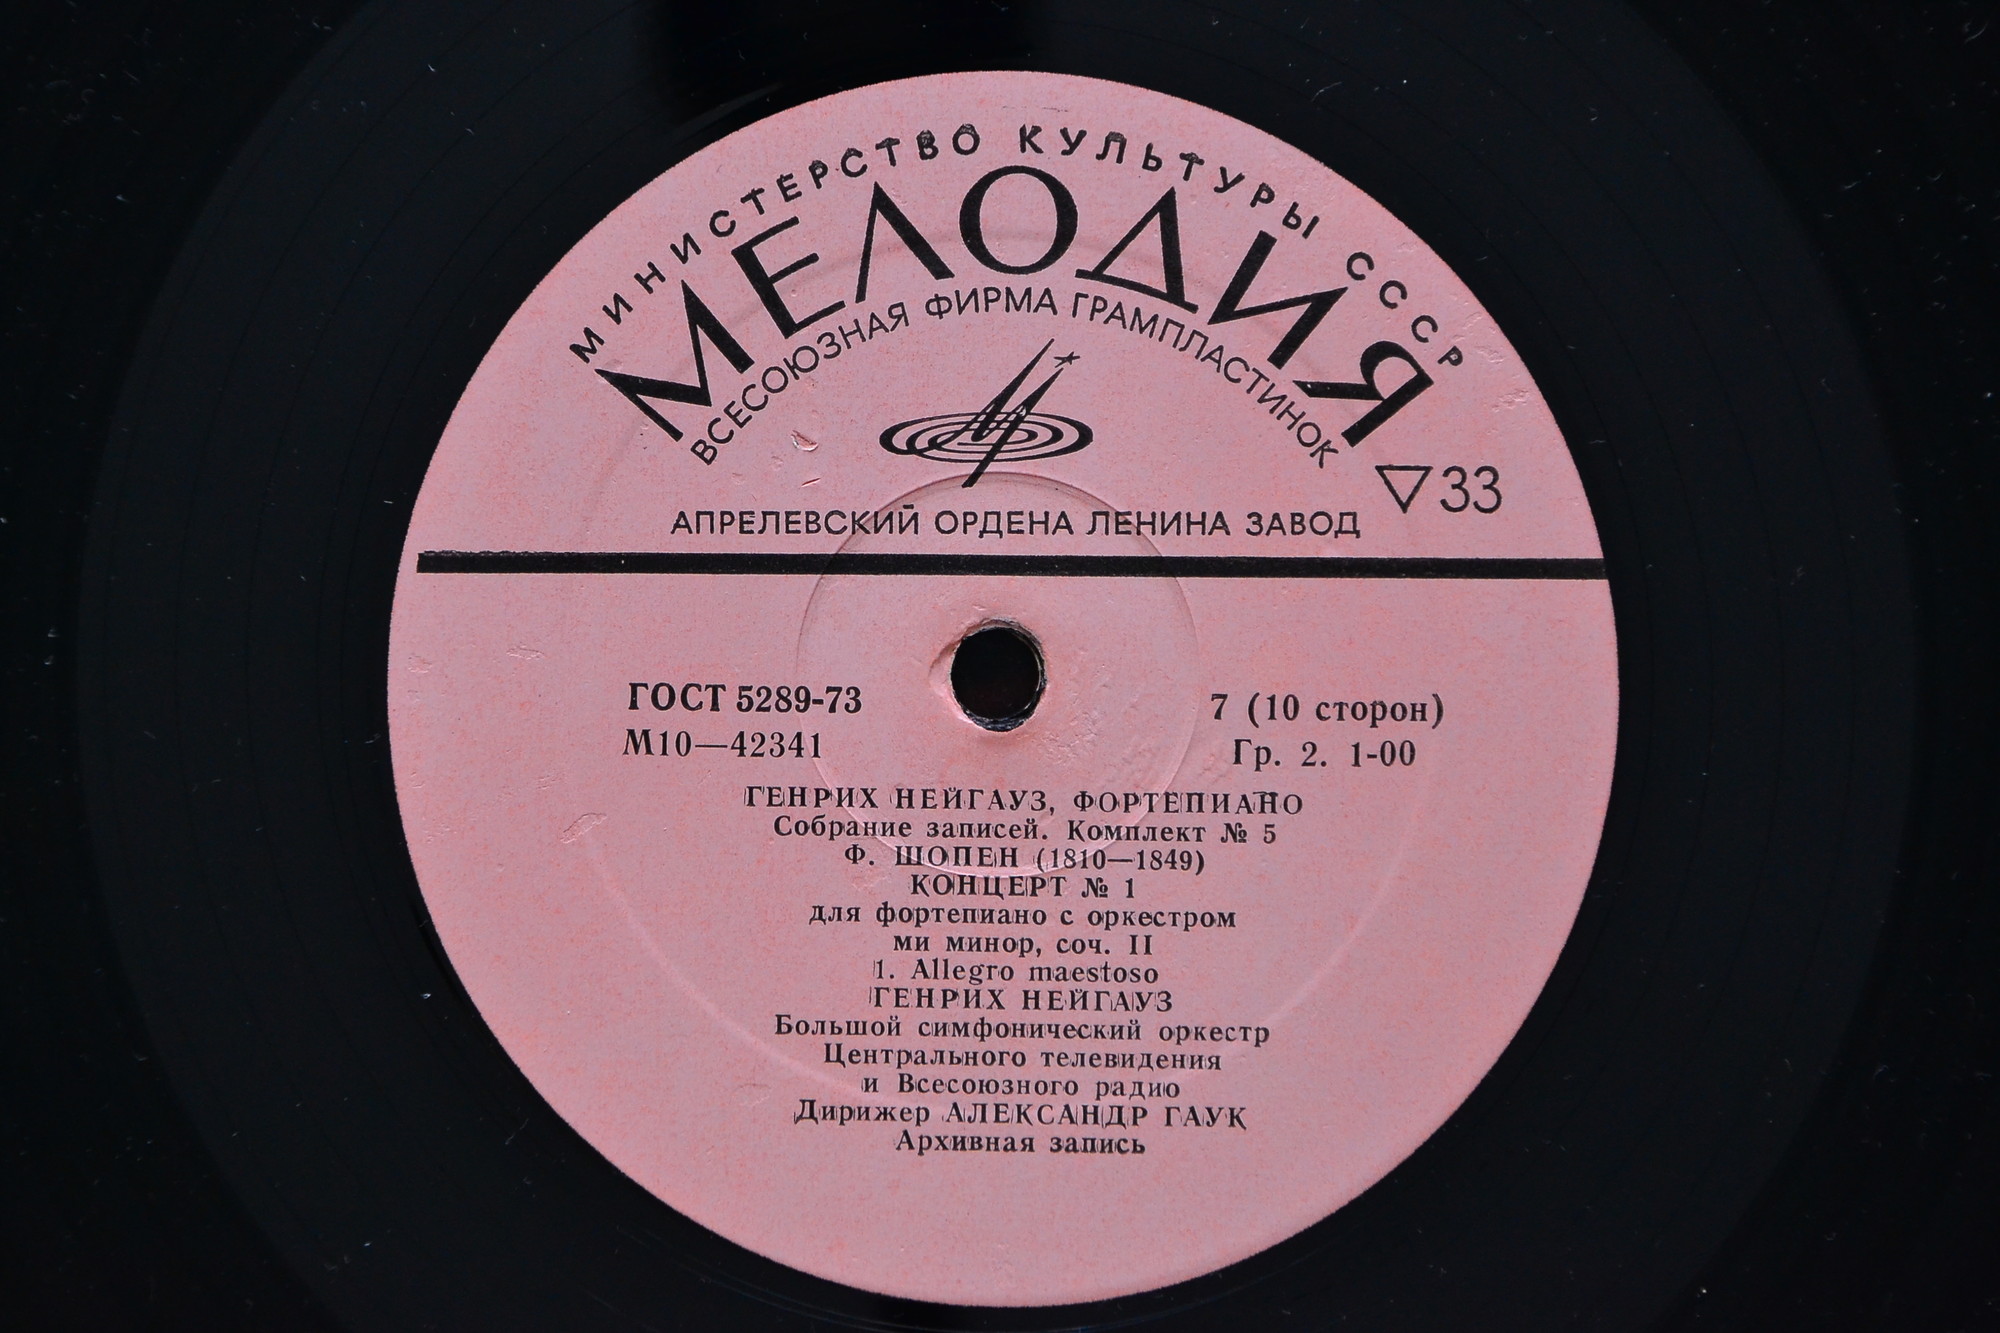 МИНИСТЕРСТВО КУЛЬТУРЫ СССР
МЕЛОДИЯ
ВСЕСОЮЗНАЯ ФИРМА ГРАМПЛАСТИНОК
▽33
АПРЕЛЕВСКИЙ ОРДЕНА ЛЕНИНА ЗАВОД
ГОСТ 5289-73
М10—42341
7 (10 сторон)
Гр. 2. 1-00
ГЕНРИХ НЕЙГАУЗ, ФОРТЕПИАНО
Собрание записей. Комплект № 5
Ф. ШОПЕН (1810—1849)
КОНЦЕРТ № 1
для фортепиано с оркестром
ми минор, соч. II
1. Allegro maestoso
ГЕНРИХ НЕЙГАУЗ
Большой симфонический оркестр
Центрального телевидения
и Всесоюзного радио
Дирижер АЛЕКСАНДР ГАУК
Архивная запись